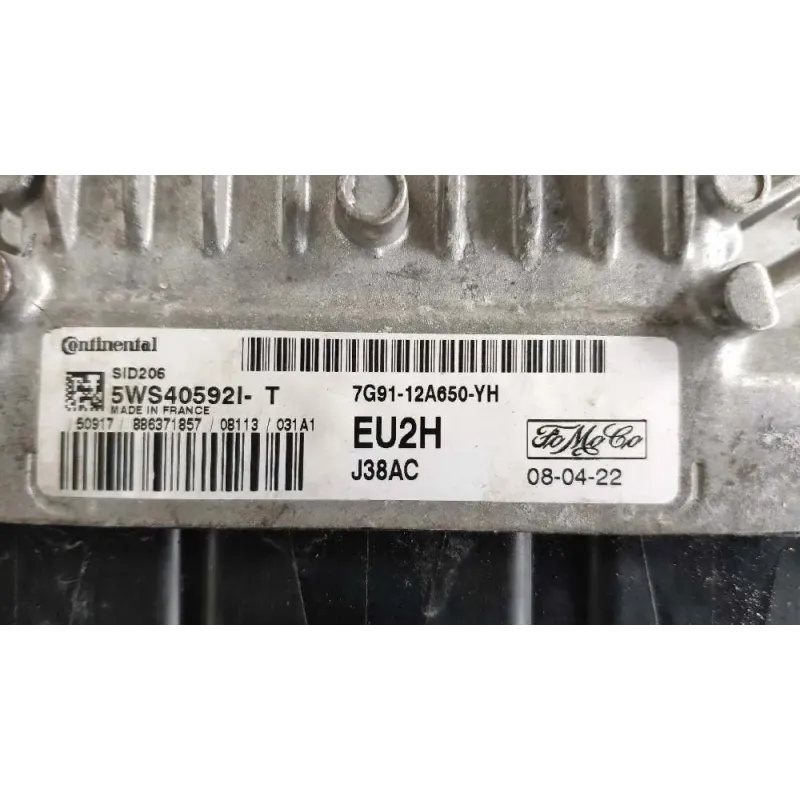 Continental
SID206
5WS40592I- T
MADE IN FRANCE
50917 / 886371857 / 08113 / 031A1
7G91-12A650-YH
EU2H
J38AC
FoMoCo
08-04-22